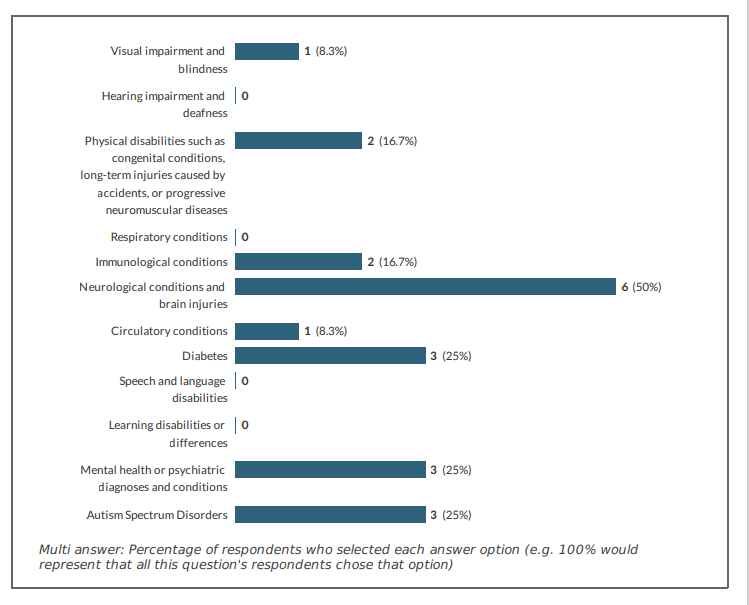 Visual impairment and 1 (8.3%)
blindness
Hearing impairment and 0
deafness
Physical disabilities such as 2 (16.7%)
congenital conditions,
long-term injuries caused by
accidents, or progressive
neuromuscular diseases
Respiratory conditions 0
Immunological conditions 2 (16.7%)
Neurological conditions and 6 (50%)
brain injuries
Circulatory conditions 1 (8.3%)
Diabetes 3 (25%)
Speech and language 0
disabilities
Learning disabilities or 0
differences
Mental health or psychiatric 3 (25%)
diagnoses and conditions
Autism Spectrum Disorders 3 (25%)
Multi answer: Percentage of respondents who selected each answer option (e.g. 100% would
represent that all this question's respondents chose that option)